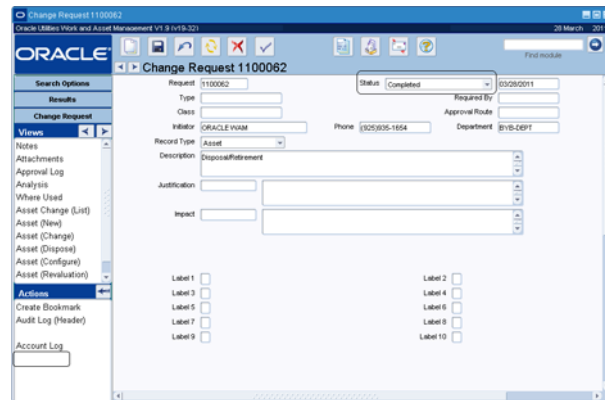 Change Request 1100062
Oracle Utilities Work and Asset Management V1.9 (v19-32)
28 March 201
ORACLE
Find module
Change Request 1100062
Search Options
Results
Change Request
Views
Notes
Attachments
Approval Log
Analysis
Where Used
Asset Change (List)
Asset (New)
Asset (Change)
Asset (Dispose)
Asset (Configure)
Asset (Revaluation)
Actions
Create Bookmark
Audit Log (Header)
Account Log
Request 1100062 Status Completed 03/28/2011
Type Required By
Class Approval Route
Initiator ORACLE WAM Phone (925)935-1654 Department BYB-DEPT
Record Type Asset
Description Disposal/Retirement
Justification
Impact
Label 1 Label 2
Label 3 Label 4
Label 5 Label 6
Label 7 Label 8
Label 9 Label 10